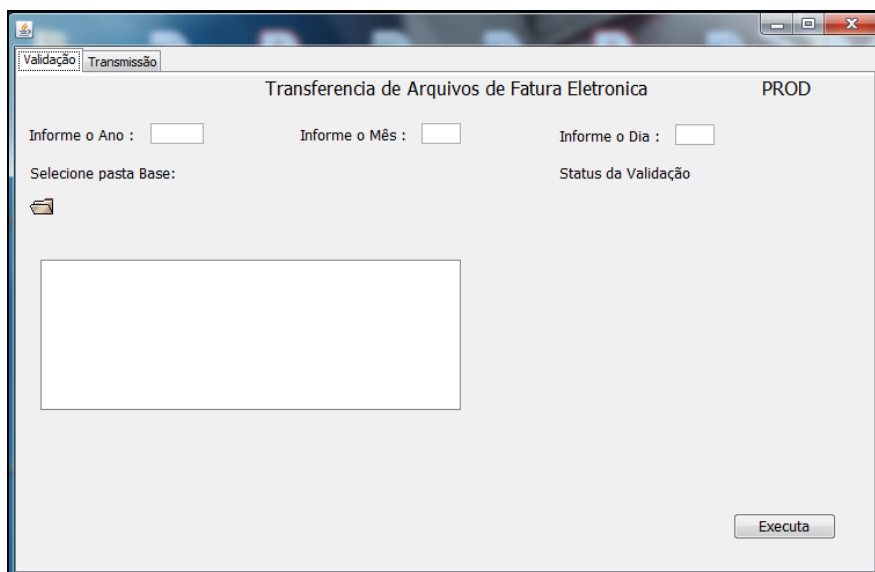 Validação Transmissão
Transferencia de Arquivos de Fatura Eletronica PROD
Informe o Ano : Informe o Mês : Informe o Dia :
Selecione pasta Base: Status da Validação
Executa